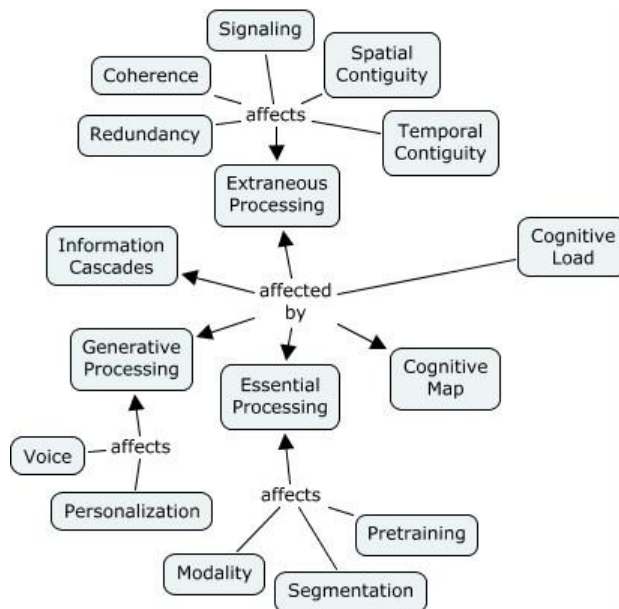 Signaling
Spatial
Contiguity
Coherence
affects
Redundancy
Temporal
Contiguity
Extraneous
Processing
Information
Cascades
Cognitive
Load
affected
by
Generative
Processing
Essential
Processing
Cognitive
Map
affects
Voice
Personalization
affects
Pretraining
Modality
Segmentation